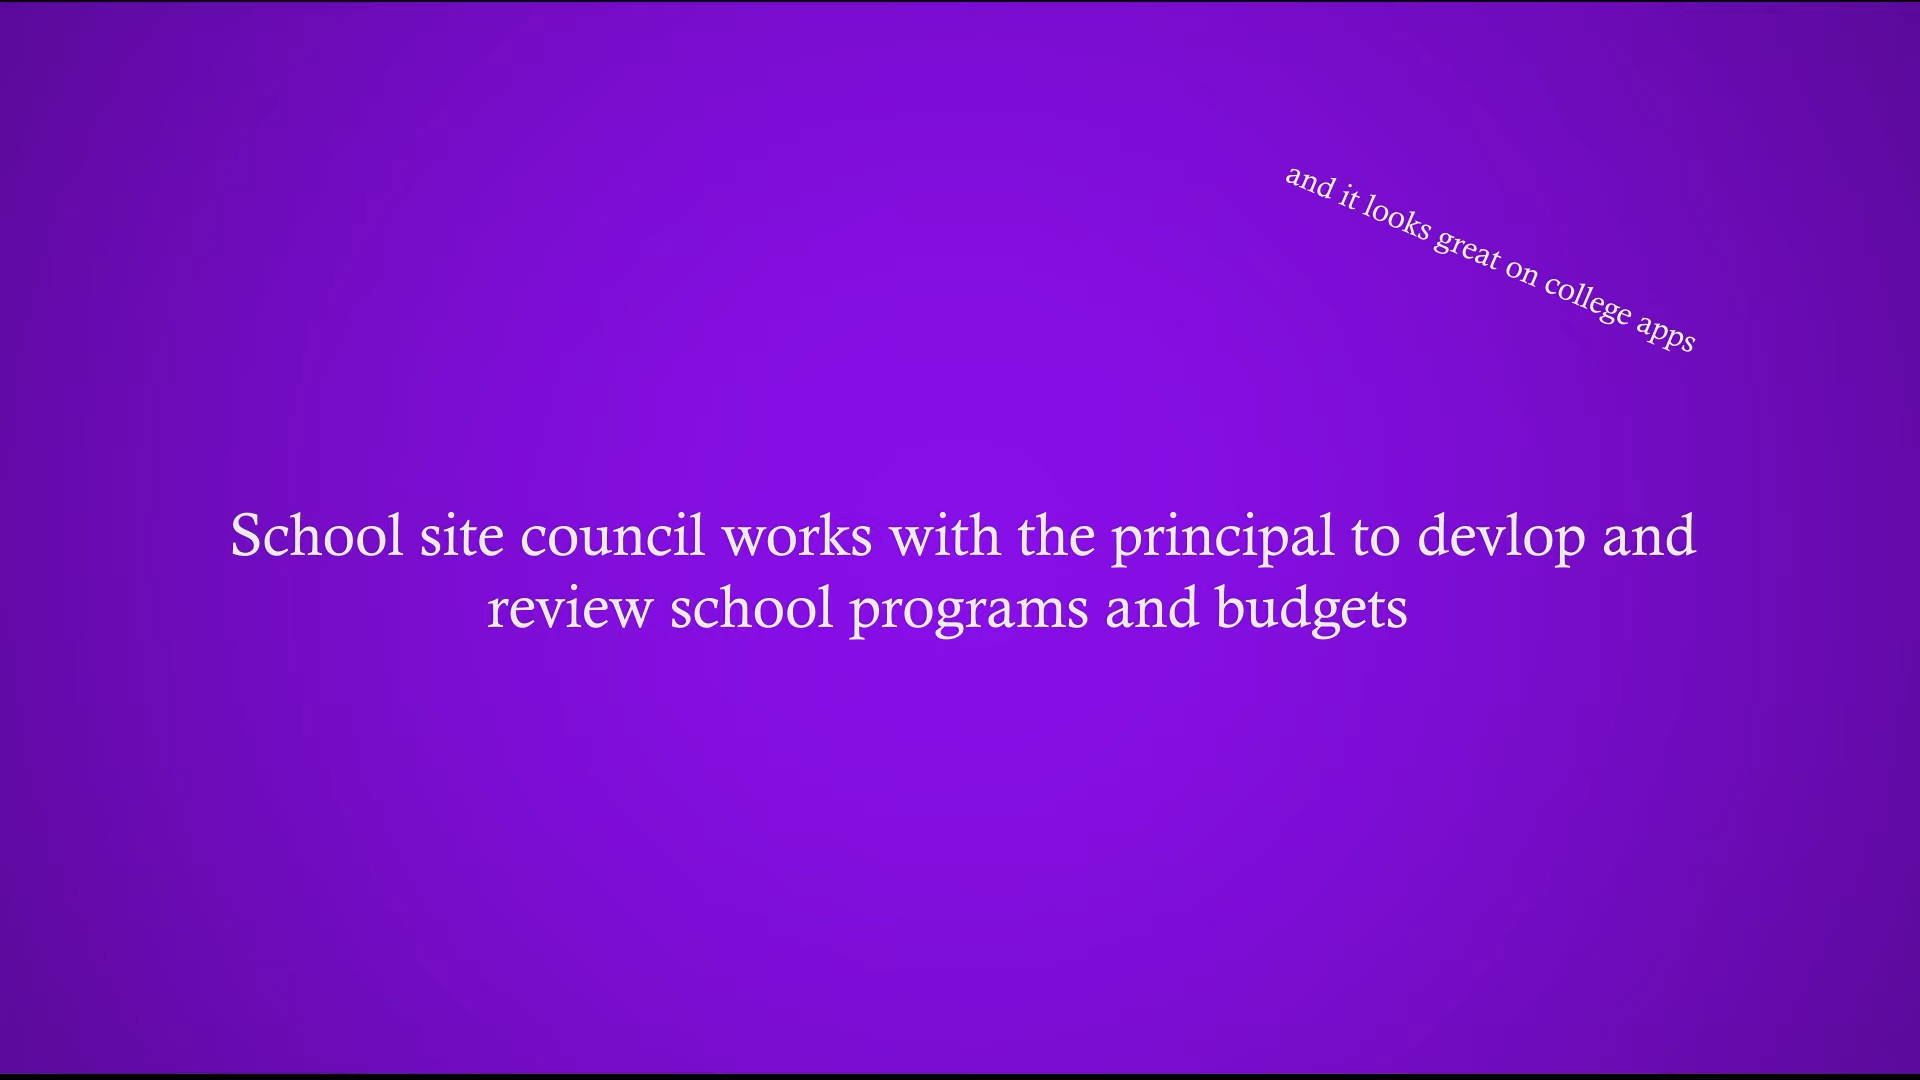 and it looks great on college apps
School site council works with the principal to devlop and
review school programs and budgets